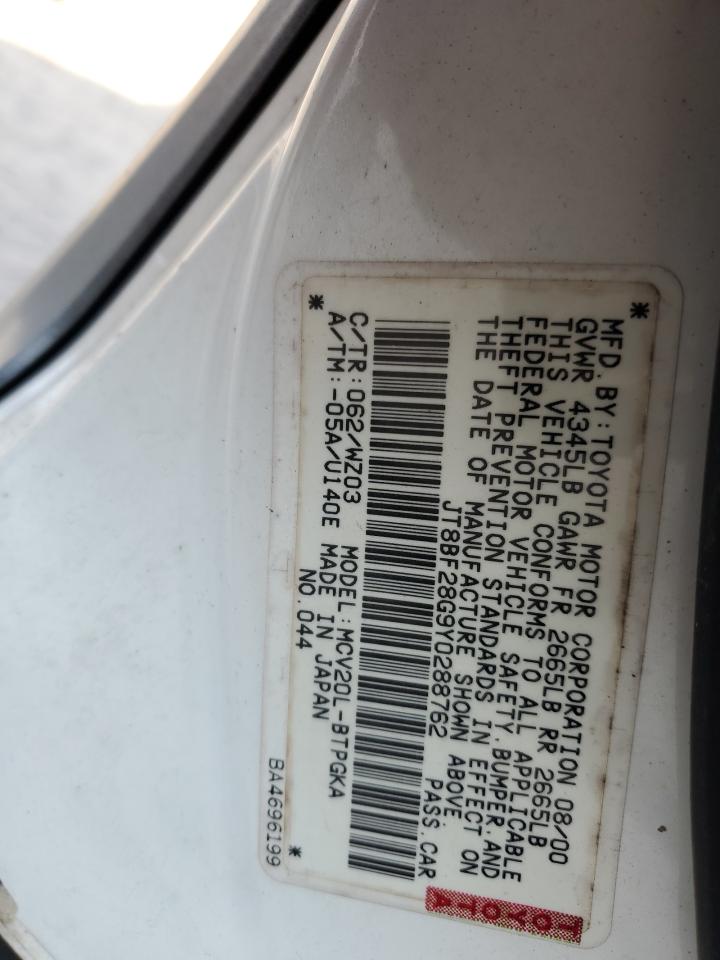 MFD.BY:TOYOTA MOTOR CORPORATION 08/00
GVWR 4345LB GAWR FR 2665LB RR 2665LB
THIS VEHICLE CONFORMS TO ALL APPLICABLE
FEDERAL MOTOR VEHICLE SAFETY,BUMPER,AND
THEFT PREVENTION STANDARDS IN EFFECT ON
THE DATE OF MANUFACTURE SHOWN ABOVE.
JT8BF28G9Y0288762 PASS.CAR
C/TR:062/WZ03 MODEL:MCV20L-BTPGKA
A/TM:-05A/U140E MADE IN JAPAN
NO.044
BA4696199
TOYOTA